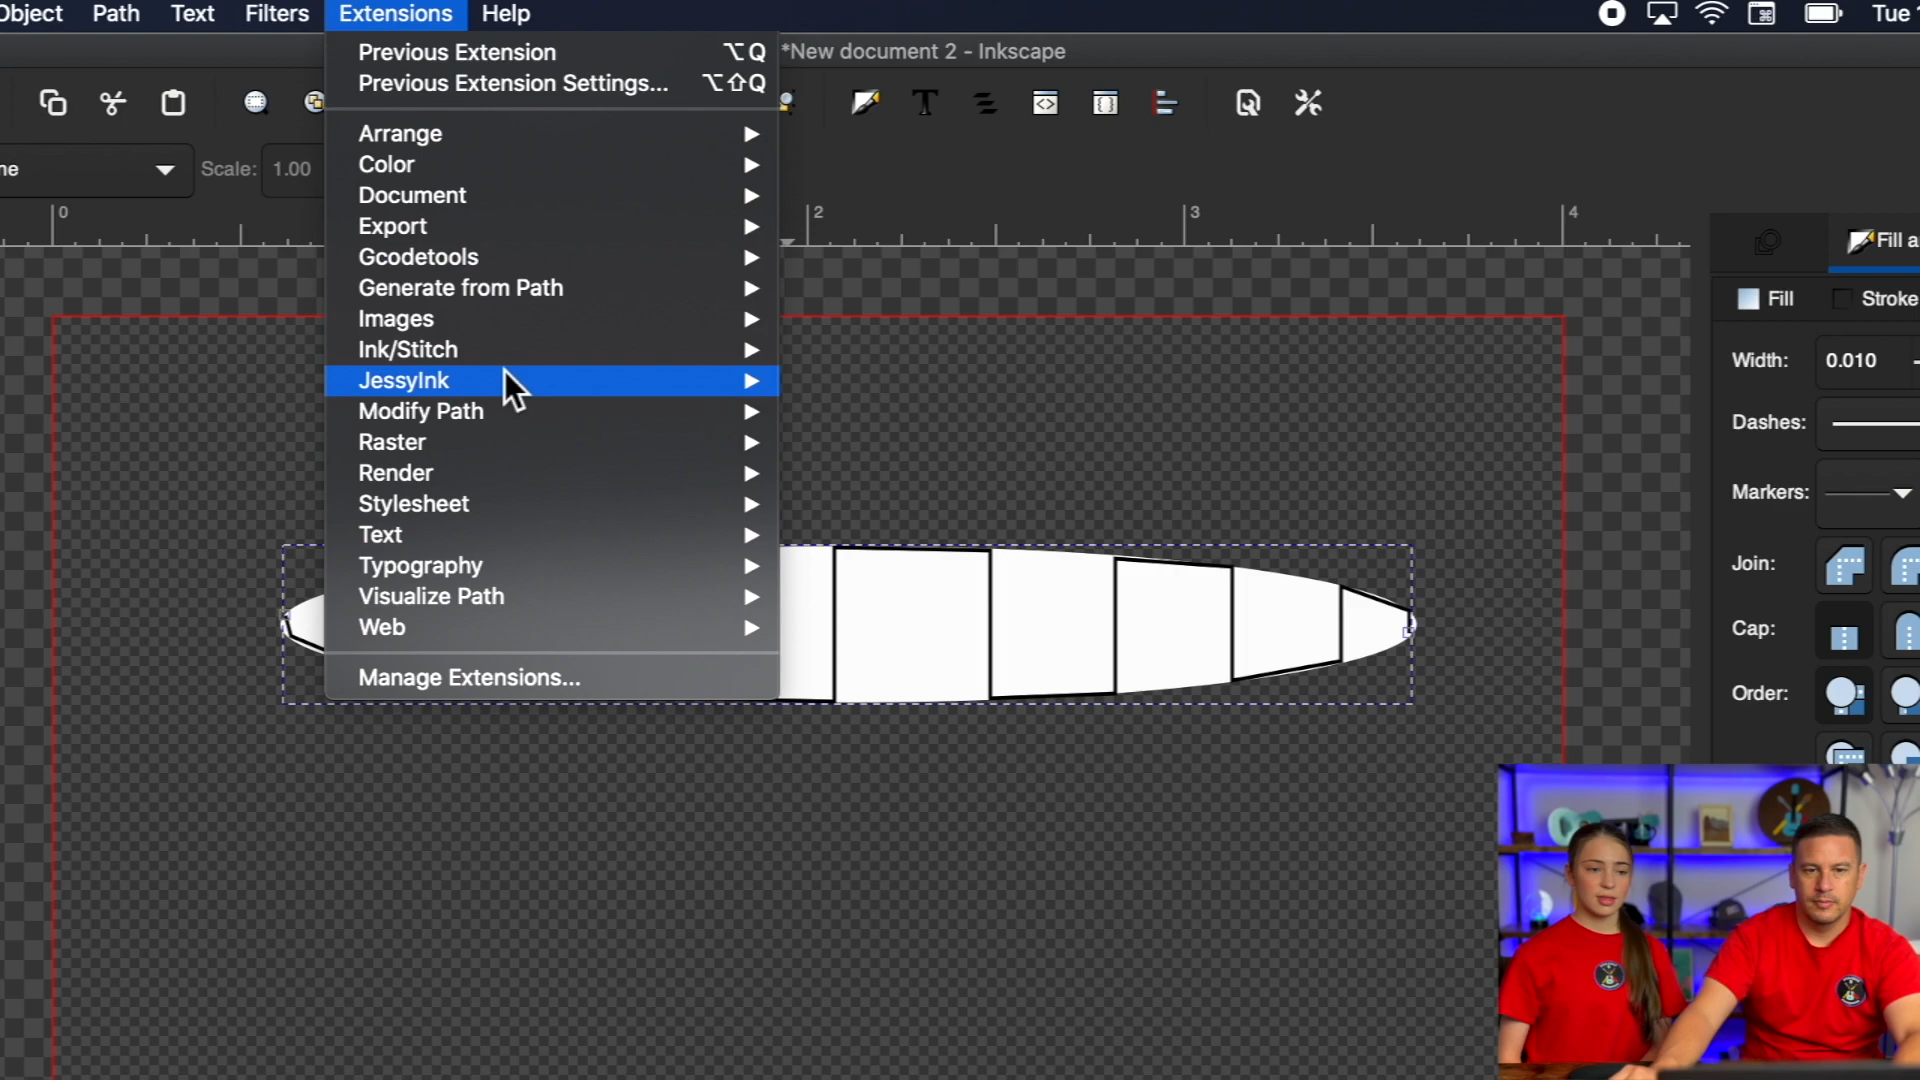 Object Path Text Filters Extensions Help
Tue
*New document 2 - Inkscape
Previous Extension ⌥Q
Previous Extension Settings... ⌥⇧Q
Arrange
Color
Document
Export
Gcodetools
Generate from Path
Images
Ink/Stitch
JessyInk
Modify Path
Raster
Render
Stylesheet
Text
Typography
Visualize Path
Web
Manage Extensions...
Scale: 1.00
0 2 3 4
Fill
Fill Stroke
Width: 0.010
Dashes:
Markers:
Join:
Cap:
Order: